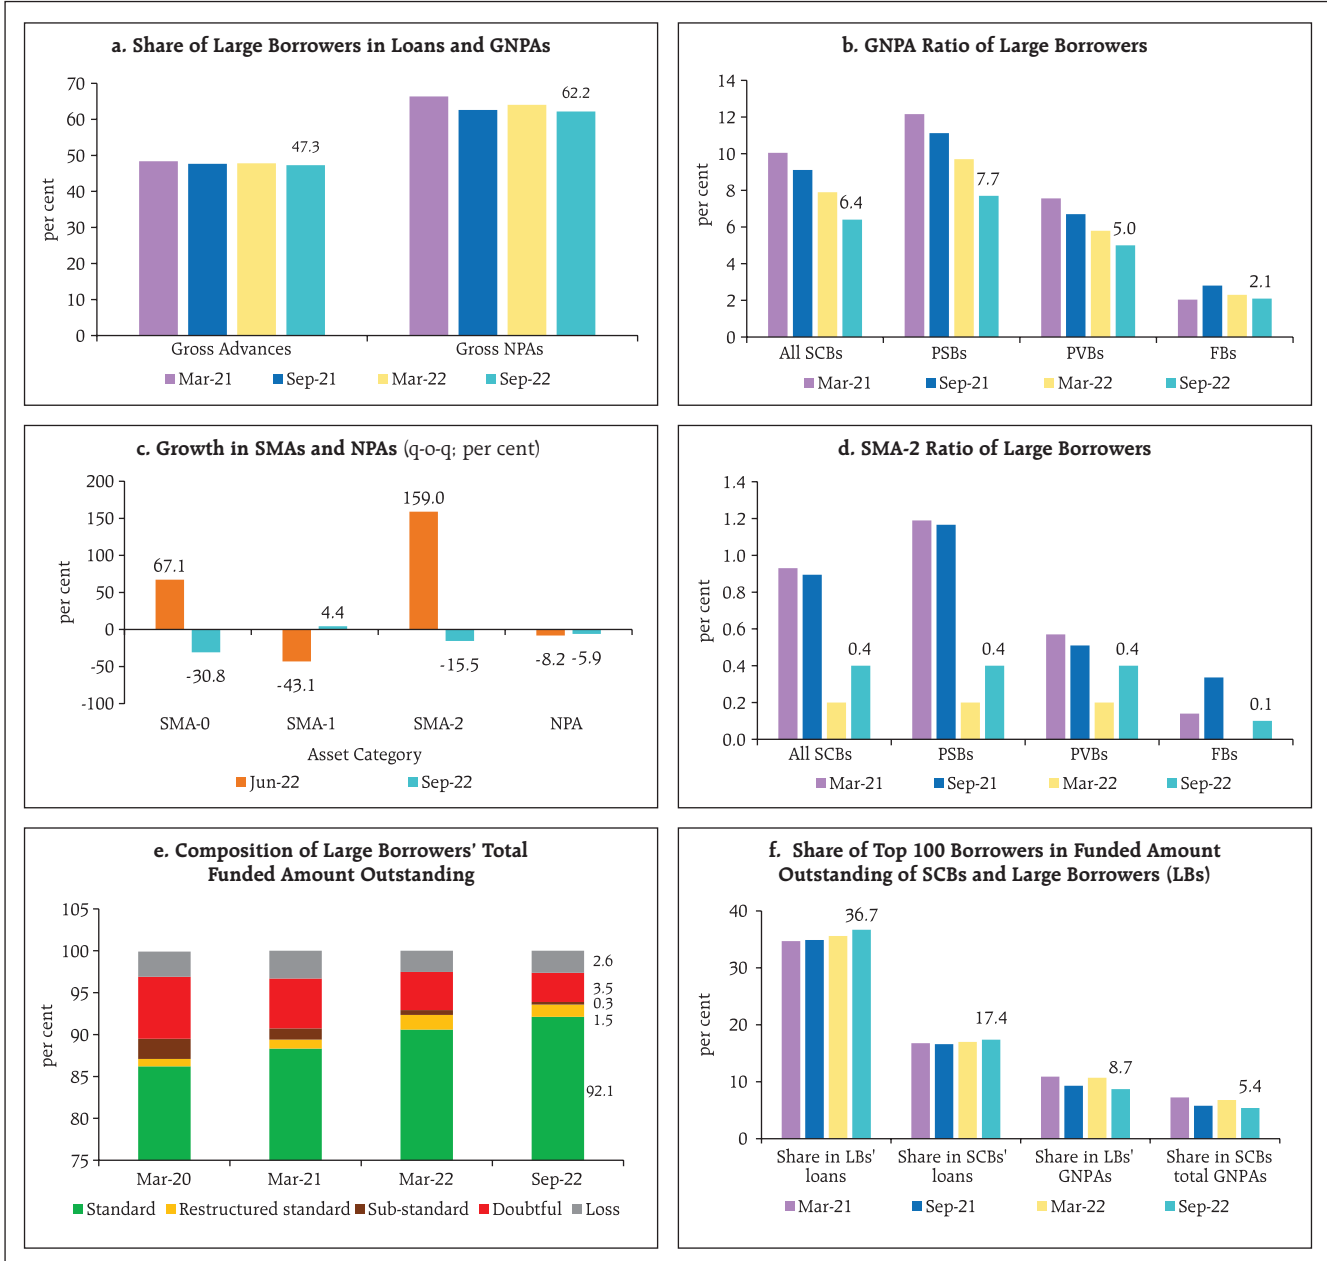 a. Share of Large Borrowers in Loans and GNPAs
70
60
50
40
30
20
10
0
per cent
47.3
62.2
Gross Advances
Gross NPAs
Mar-21
Sep-21
Mar-22
Sep-22
b. GNPA Ratio of Large Borrowers
14
12
10
8
6
4
2
0
per cent
6.4
7.7
5.0
2.1
All SCBs
PSBs
PVBs
FBs
Mar-21
Sep-21
Mar-22
Sep-22
c. Growth in SMAs and NPAs (q-o-q; per cent)
200
150
100
50
0
-50
-100
per cent
67.1
-30.8
-43.1
4.4
159.0
-15.5
-8.2
-5.9
SMA-0
SMA-1
SMA-2
NPA
Asset Category
Jun-22
Sep-22
d. SMA-2 Ratio of Large Borrowers
1.4
1.2
1.0
0.8
0.6
0.4
0.2
0.0
per cent
0.4
0.4
0.4
0.1
All SCBs
PSBs
PVBs
FBs
Mar-21
Sep-21
Mar-22
Sep-22
e. Composition of Large Borrowers' Total
Funded Amount Outstanding
105
100
95
90
85
80
75
per cent
2.6
3.5
0.3
1.5
92.1
Mar-20
Mar-21
Mar-22
Sep-22
Standard
Restructured standard
Sub-standard
Doubtful
Loss
f. Share of Top 100 Borrowers in Funded Amount
Outstanding of SCBs and Large Borrowers (LBs)
40
30
20
10
0
per cent
36.7
17.4
8.7
5.4
Share in LBs'
loans
Share in SCBs'
loans
Share in LBs'
GNPAs
Share in SCBs
total GNPAs
Mar-21
Sep-21
Mar-22
Sep-22